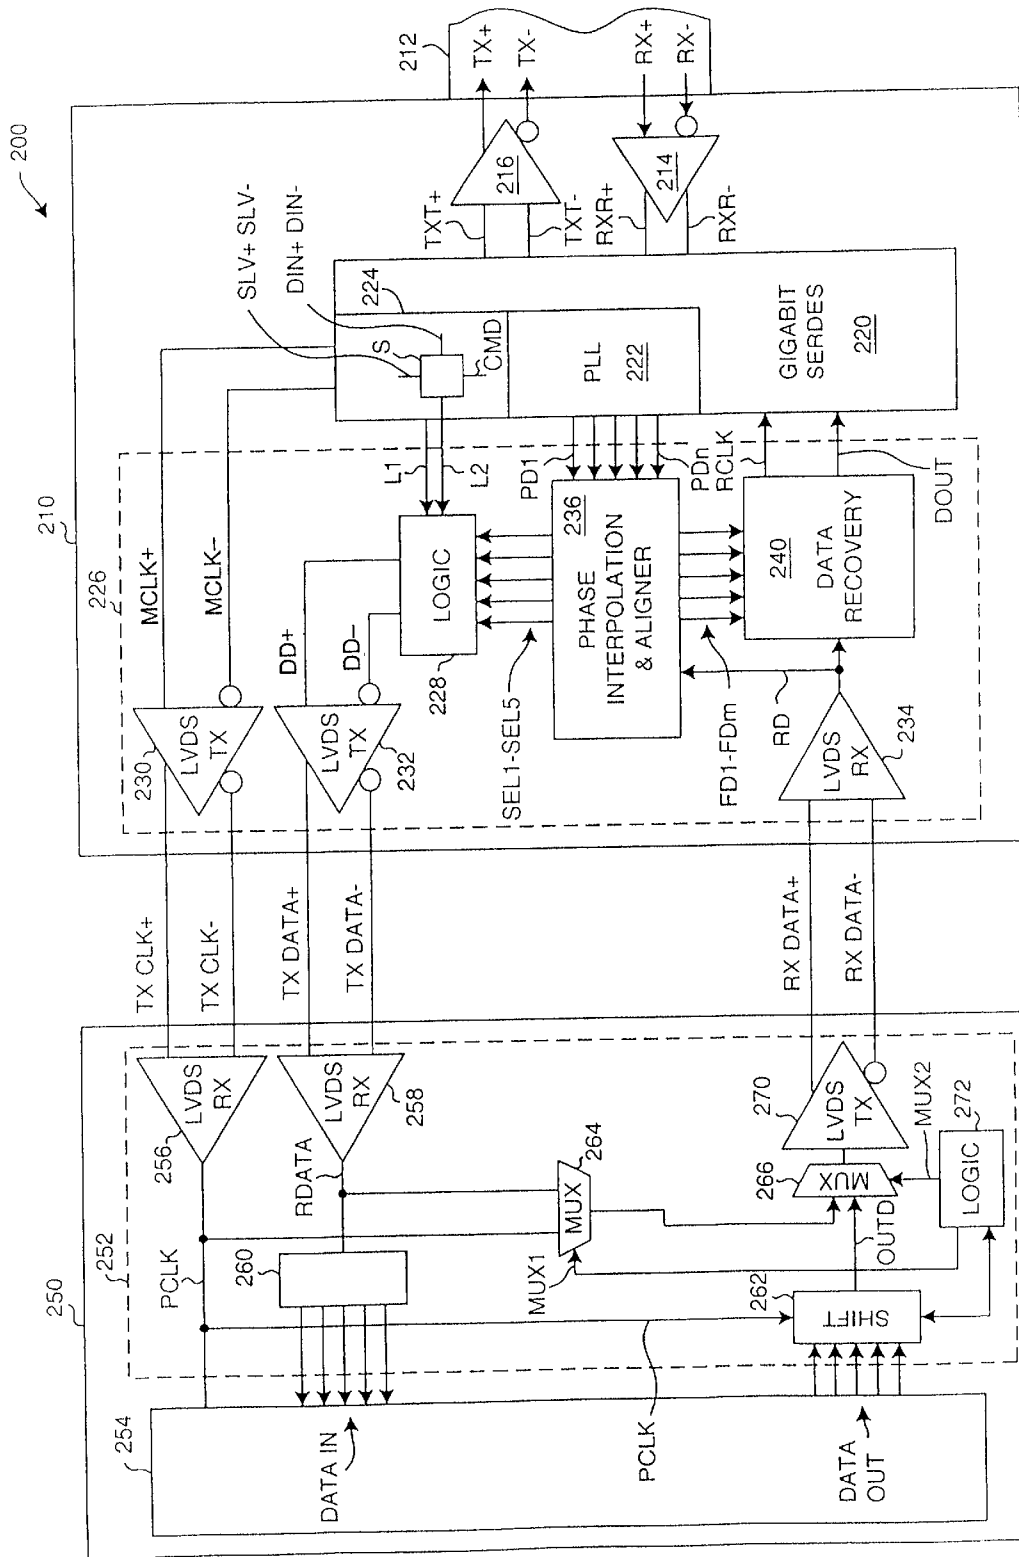 200
210
212
TX+
TX-
RX+
RX-
216
214
TXT+
TXT-
RXR+
RXR-
SLV+ SLV-
DIN+ DIN-
224
S
CMD
PLL
222
GIGABIT
SERDES
220
226
MCLK+
MCLK-
L1
L2
PD1
PDn
RCLK
DOUT
DD+
DD-
LOGIC
228
236
PHASE
INTERPOLATION
& ALIGNER
240
DATA
RECOVERY
230
LVDS
TX
LVDS
TX
232
SEL1-SEL5
FD1-FDm
RD
LVDS
RX
234
TX CLK+
TX CLK-
TX DATA+
TX DATA-
RX DATA+
RX DATA-
250
252
LVDS
RX
256
LVDS
RX
258
RDATA
PCLK
260
264
MUX
MUX1
270
LVDS
TX
266
MUX
MUX2
272
LOGIC
OUTD
262
SHIFT
254
DATA IN
PCLK
DATA
OUT